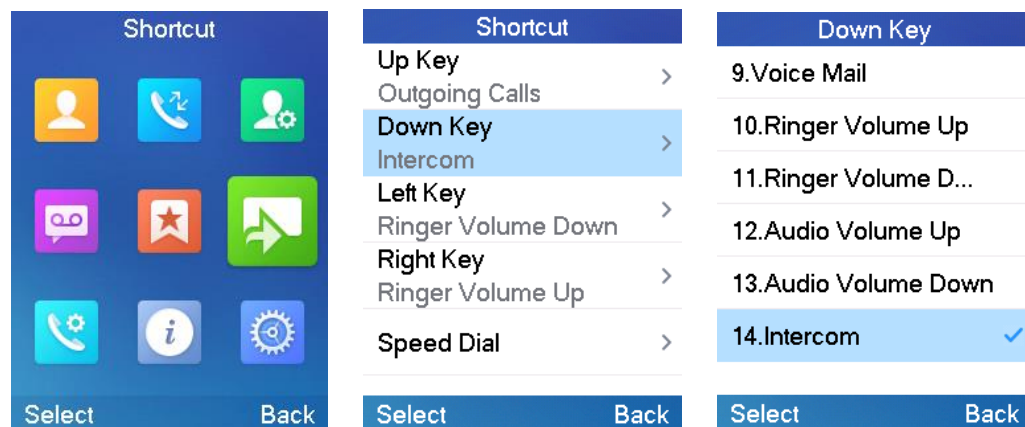 Shortcut
Select Back
Shortcut
Up Key
Outgoing Calls
Down Key
Intercom
Left Key
Ringer Volume Down
Right Key
Ringer Volume Up
Speed Dial
Select Back
Down Key
9.Voice Mail
10.Ringer Volume Up
11.Ringer Volume D...
12.Audio Volume Up
13.Audio Volume Down
14.Intercom
Select Back